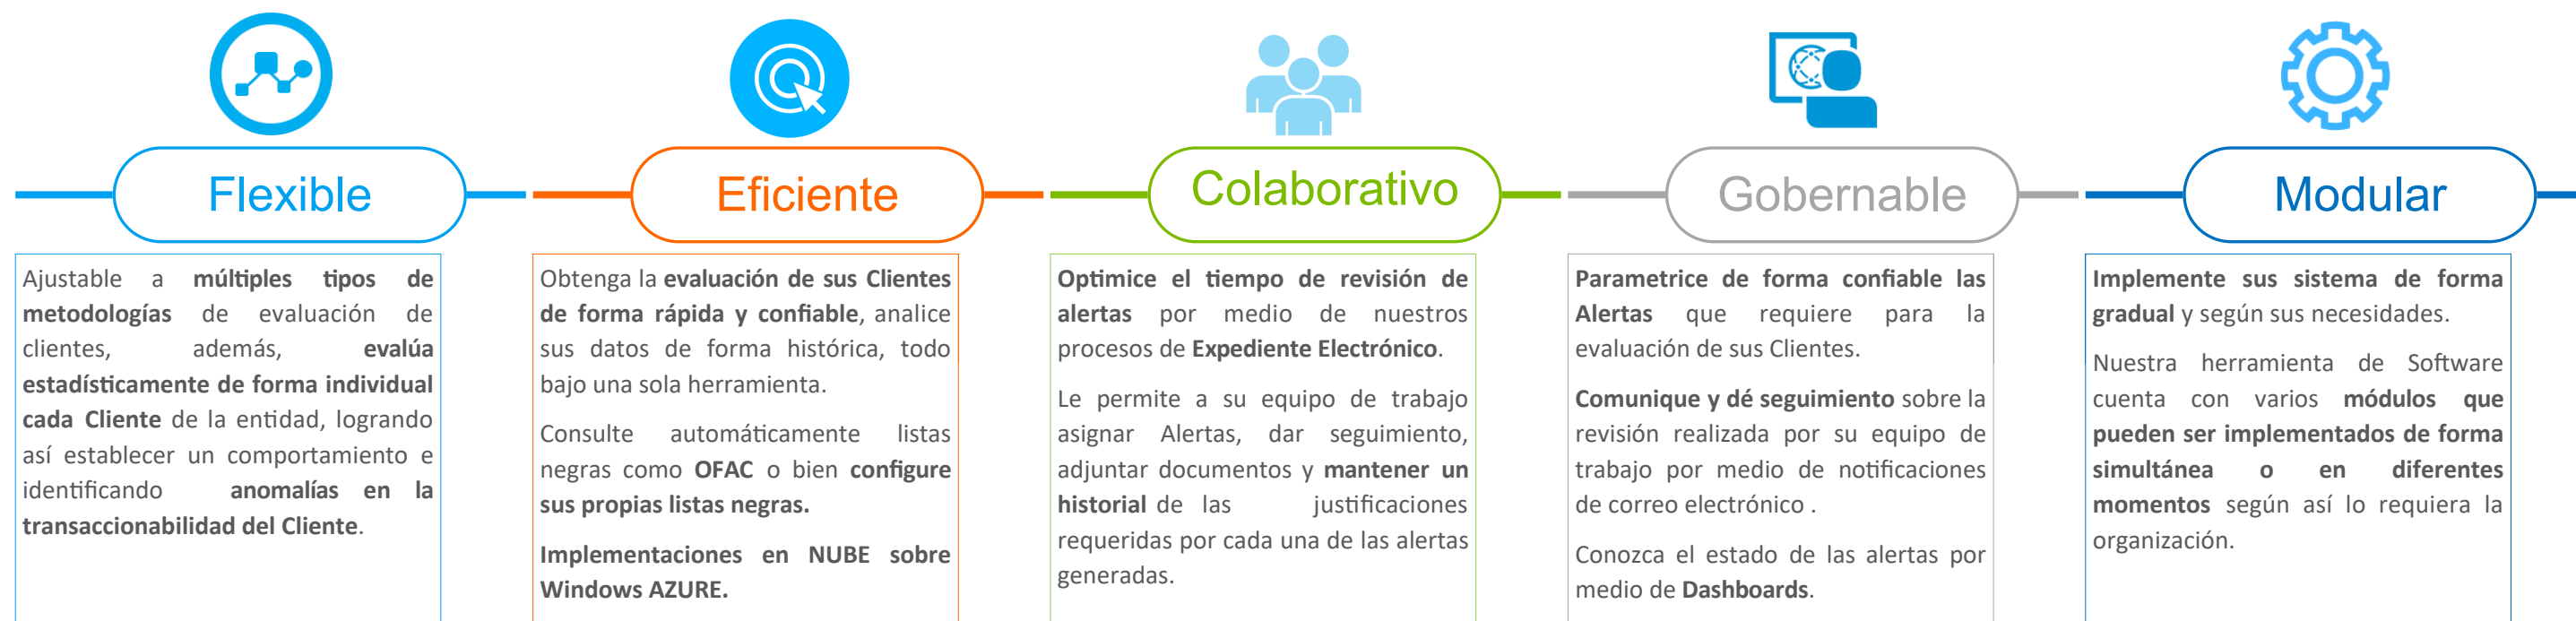 Flexible
Ajustable a múltiples tipos de
metodologías de evaluación de
clientes, además, evalúa
estadísticamente de forma individual
cada Cliente de la entidad, logrando
así establecer un comportamiento e
identificando anomalías en la
transaccionabilidad del Cliente.
Eficiente
Obtenga la evaluación de sus Clientes
de forma rápida y confiable, analice
sus datos de forma histórica, todo
bajo una sola herramienta.
Consulte automáticamente listas
negras como OFAC o bien configure
sus propias listas negras.
Implementaciones en NUBE sobre
Windows AZURE.
Colaborativo
Optimice el tiempo de revisión de
alertas por medio de nuestros
procesos de Expediente Electrónico.
Le permite a su equipo de trabajo
asignar Alertas, dar seguimiento,
adjuntar documentos y mantener un
historial de las justificaciones
requeridas por cada una de las alertas
generadas.
Gobernable
Parametrice de forma confiable las
Alertas que requiere para la
evaluación de sus Clientes.
Comunique y dé seguimiento sobre la
revisión realizada por su equipo de
trabajo por medio de notificaciones
de correo electrónico .
Conozca el estado de las alertas por
medio de Dashboards.
Modular
Implemente sus sistema de forma
gradual y según sus necesidades.
Nuestra herramienta de Software
cuenta con varios módulos que
pueden ser implementados de forma
simultánea o en diferentes
momentos según así lo requiera la
organización.